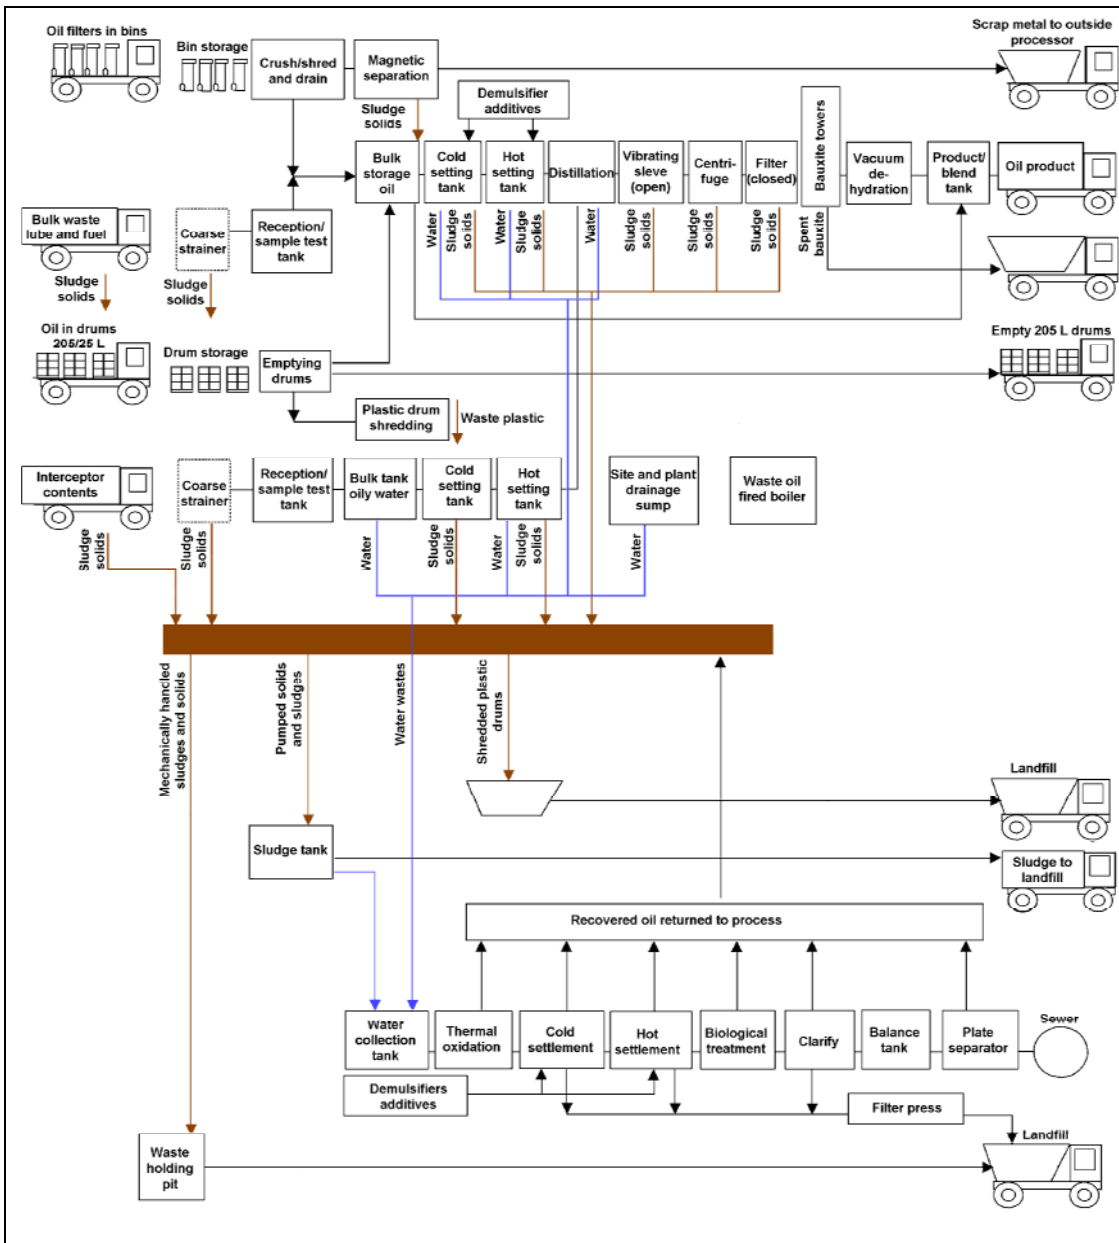 Oil filters in bins
Bin storage
Crush/shred
and drain
Magnetic
separation
Scrap metal to outside
processor
Sludge
solids
Demulsifier
additives
Bulk
storage
oil
Cold
setting
tank
Hot
setting
tank
Distillation
Vibrating
sleve
(open)
Centri-
fuge
Filter
(closed)
Bauxite towers
Vacuum
de-
hydration
Product/
blend
tank
Oil product
Bulk waste
lube and fuel
Coarse
strainer
Reception/
sample test
tank
Water
Sludge
solids
Water
Sludge
solids
Water
Sludge
solids
Sludge
solids
Sludge
solids
Spent
bauxite
Sludge
solids
Sludge
solids
Oil in drums
205/25 L
Drum storage
Emptying
drums
Empty 205 L drums
Plastic drum
shredding
Waste plastic
Interceptor
contents
Coarse
strainer
Reception/
sample test
tank
Bulk tank
oily water
Cold
setting
tank
Hot
setting
tank
Site and plant
drainage
sump
Waste oil
fired boiler
Sludge
solids
Sludge
solids
Water
Sludge
solids
Water
Sludge
solids
Water
Mechanically handled
sludges and solids
Pumped solids
and sludges
Water wastes
Shredded plastic
drums
Landfill
Sludge tank
Sludge to
landfill
Recovered oil returned to process
Water
collection
tank
Thermal
oxidation
Cold
settlement
Hot
settlement
Biological
treatment
Clarify
Balance
tank
Plate
separator
Sewer
Demulsifiers
additives
Filter press
Landfill
Waste
holding
pit